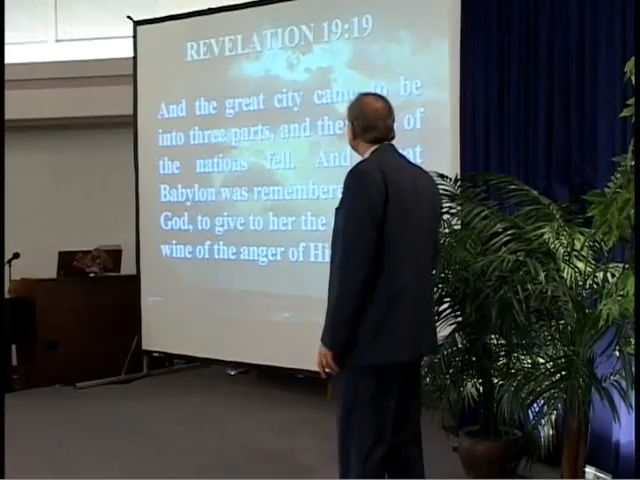 REVELATION 19:19
And the great city came to be
into three parts, and the of
the nations fell. And
Babylon was remembere
God, to give to her the
wine of the anger of Hi